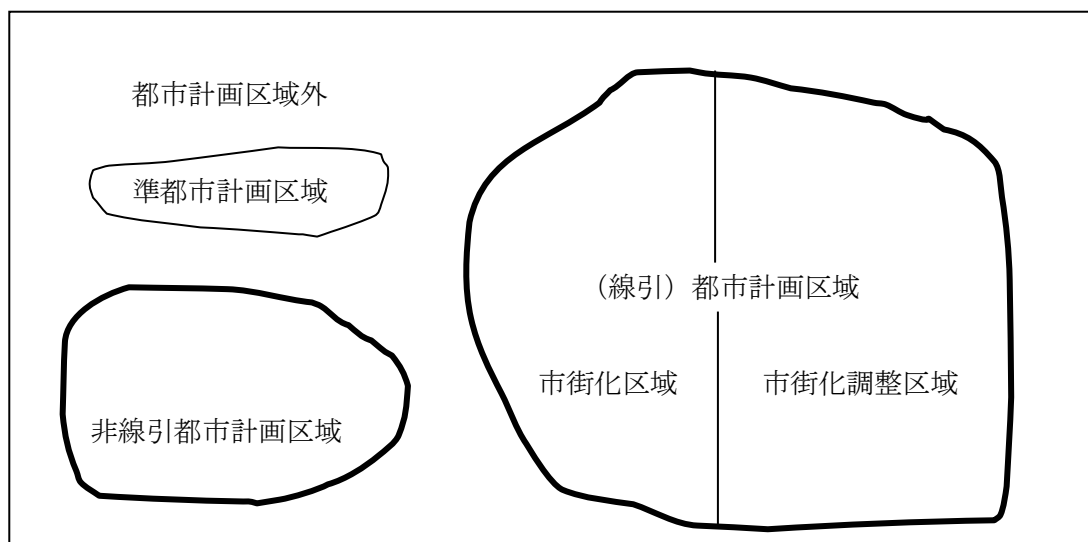 都市計画区域外
準都市計画区域
非線引都市計画区域
（線引）都市計画区域
市街化区域
市街化調整区域